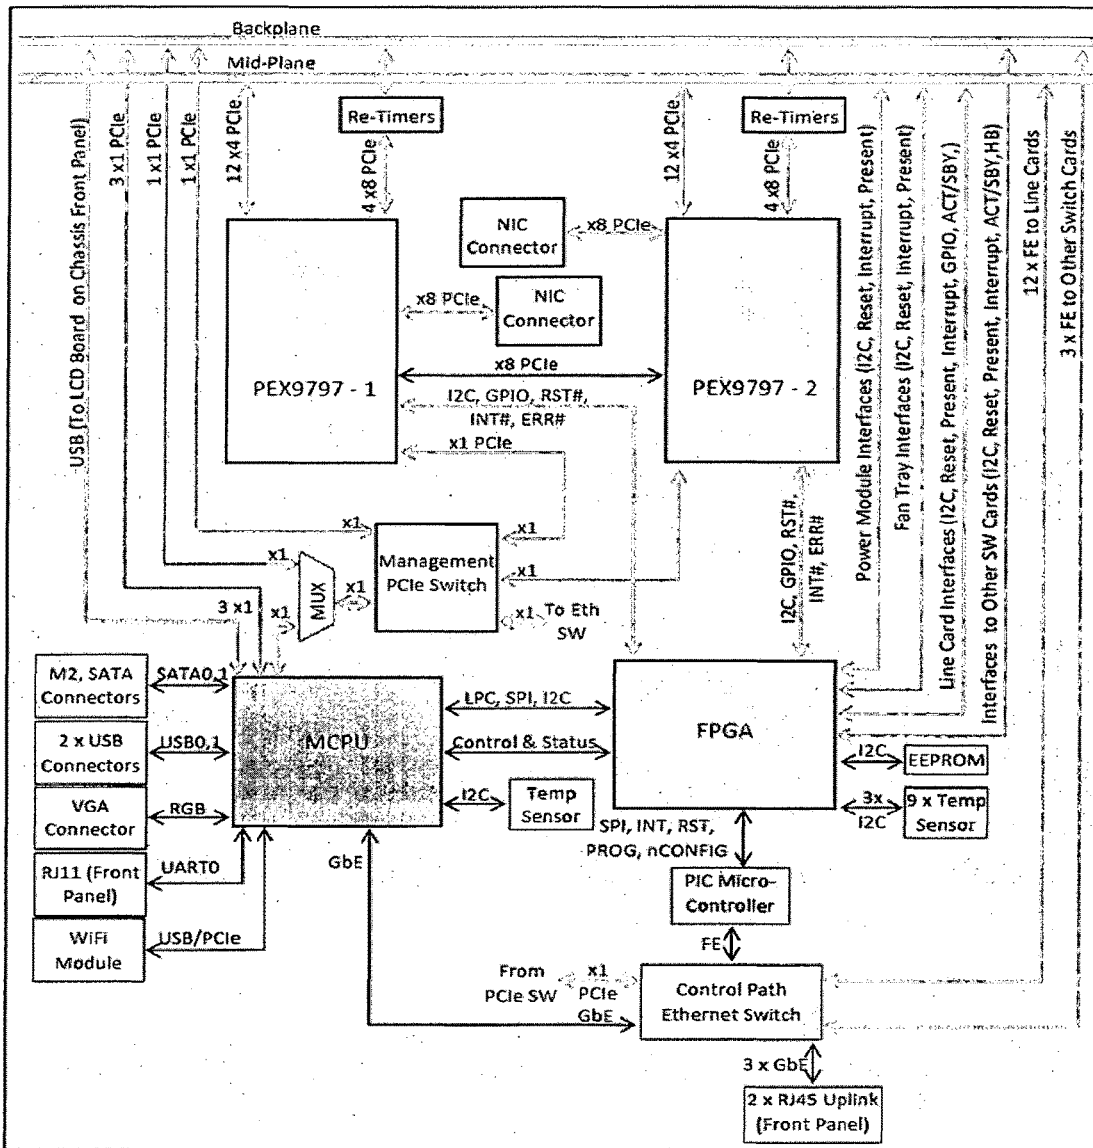 Backplane
Mid-Plane
Re-Timers
Re-Timers
USB (To LCD Board on Chassis Front Panel)
3 x1 PCIe
1 x1 PCIe
1 x1 PCIe
12 x4 PCIe
4 x8 PCIe
12 x4 PCIe
4 x8 PCIe
Power Module Interfaces (I2C, Reset, Interrupt, Present)
Fan Tray Interfaces (I2C, Reset, Interrupt, Present)
Line Card Interfaces (I2C, Reset, Present, Interrupt, GPIO, ACT/SBY,)
Interfaces to Other SW Cards (I2C, Reset, Present, Interrupt, ACT/SBY,HB)
12 x FE to Line Cards
3 x FE to Other Switch Cards
NIC
Connector
x8 PCIe
x8 PCIe
NIC
Connector
x8 PCIe
PEX9797 - 1
PEX9797 - 2
I2C, GPIO, RST#,
INT#, ERR#
x1 PCIe
I2C, GPIO, RST#,
INT#, ERR#
x1
x1
x1
x1
x1
x1
MUX
Management
PCIe Switch
x1
To Eth
SW
3 x1
M2, SATA
Connectors
SATA0,1
2 x USB
Connectors
USB0,1
VGA
Connector
RGB
RJ11 (Front
Panel)
UART0
WiFi
Module
USB/PCIe
MCPU
LPC, SPI, I2C
Control & Status
I2C
Temp
Sensor
FPGA
I2C
EEPROM
3x
I2C
9 x Temp
Sensor
GbE
SPI, INT, RST,
PROG, nCONFIG
PIC Micro-
Controller
FE
From
PCIe SW
x1
PCIe
GbE
Control Path
Ethernet Switch
3 x GbE
2 x RJ45 Uplink
(Front Panel)